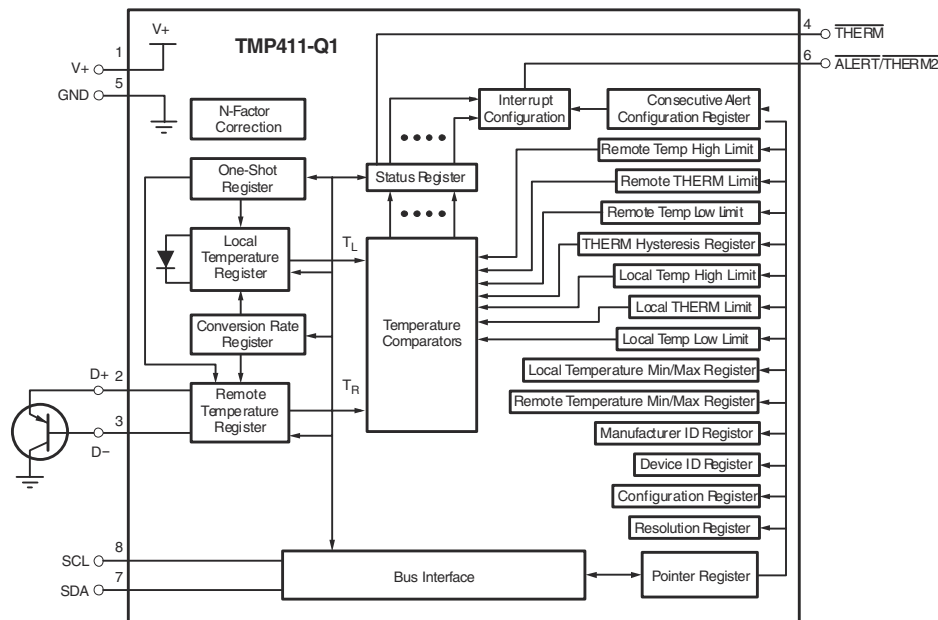 TMP411-Q1
V+
1
V+
5
GND
4
THERM
6
ALERT/THERM2
N-Factor
Correction
Interrupt
Configuration
Consecutive Alert
Configuration Register
One-Shot
Register
Status Register
Remote Temp High Limit
Remote THERM Limit
Remote Temp Low Limit
THERM Hysteresis Register
Local Temp High Limit
Local THERM Limit
Local Temp Low Limit
Local Temperature Min/Max Register
Remote Temperature Min/Max Register
Manufacturer ID Registor
Device ID Register
Configuration Register
Resolution Register
Local
Temperature
Register
TL
Temperature
Comparators
Conversion Rate
Register
D+
2
Remote
Temperature
Register
TR
3
D−
8
SCL
7
SDA
Bus Interface
Pointer Register